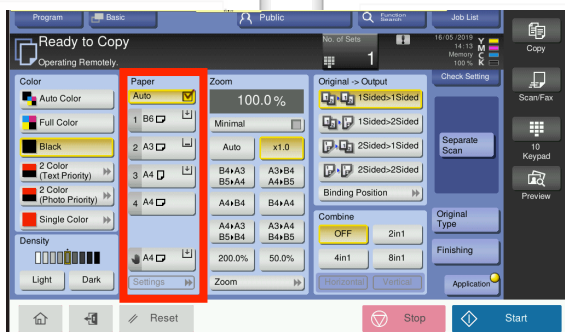 Program
Basic
Public
Function
Search
Job List
Ready to Copy
Operating Remotely.
No. of Sets
1
16/05/2019
14:13
Memory
100 %
Y
M
C
K
Copy
Scan/Fax
10
Keypad
Preview
Color
Auto Color
Full Color
Black
2 Color
(Text Priority)
2 Color
(Photo Priority)
Single Color
Density
Light
Dark
Paper
Auto
1 B6
2 A3
3 A4
4 A4
A4
Settings
Zoom
100.0 %
Minimal
Auto
x1.0
B4▸A3
B5▸A4
A3▸B4
A4▸B5
A4▸B4
B4▸A4
A4▸A3
B5▸B4
A3▸A4
B4▸B5
200.0%
50.0%
Zoom
Original -> Output
1Sided>1Sided
1Sided>2Sided
2Sided>1Sided
2Sided>2Sided
Binding Position
Combine
OFF
2in1
4in1
8in1
Horizontal
Vertical
Check Setting
Separate
Scan
Original
Type
Finishing
Application
Reset
Stop
Start